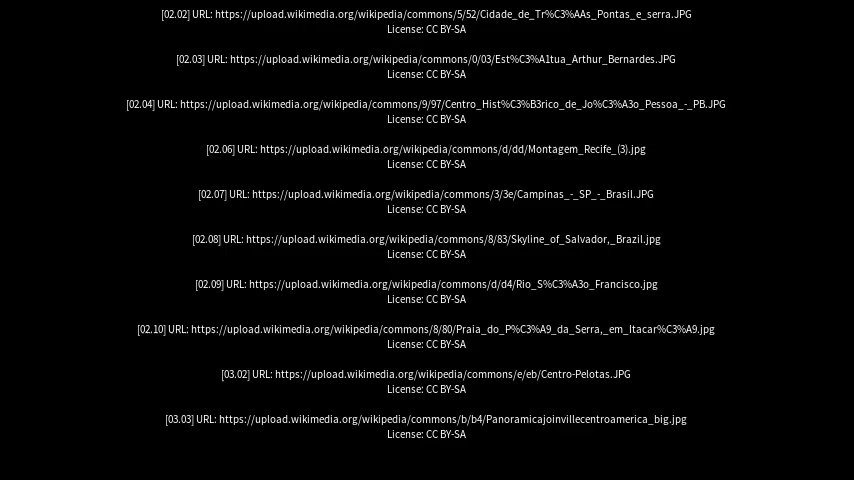 [02.02] URL: https://upload.wikimedia.org/wikipedia/commons/5/52/Cidade_de_Tr%C3%AAs_Pontas_e_serra.JPG
License: CC BY-SA
[02.03] URL: https://upload.wikimedia.org/wikipedia/commons/0/03/Est%C3%A1tua_Arthur_Bernardes.JPG
License: CC BY-SA
[02.04] URL: https://upload.wikimedia.org/wikipedia/commons/9/97/Centro_Hist%C3%B3rico_de_Jo%C3%A3o_Pessoa_-_PB.JPG
License: CC BY-SA
[02.06] URL: https://upload.wikimedia.org/wikipedia/commons/d/dd/Montagem_Recife_(3).jpg
License: CC BY-SA
[02.07] URL: https://upload.wikimedia.org/wikipedia/commons/3/3e/Campinas_-_SP_-_Brasil.JPG
License: CC BY-SA
[02.08] URL: https://upload.wikimedia.org/wikipedia/commons/8/83/Skyline_of_Salvador,_Brazil.jpg
License: CC BY-SA
[02.09] URL: https://upload.wikimedia.org/wikipedia/commons/d/d4/Rio_S%C3%A3o_Francisco.jpg
License: CC BY-SA
[02.10] URL: https://upload.wikimedia.org/wikipedia/commons/8/80/Praia_do_P%C3%A9_da_Serra,_em_Itacar%C3%A9.jpg
License: CC BY-SA
[03.02] URL: https://upload.wikimedia.org/wikipedia/commons/e/eb/Centro-Pelotas.JPG
License: CC BY-SA
[03.03] URL: https://upload.wikimedia.org/wikipedia/commons/b/b4/Panoramicajoinvillecentroamerica_big.jpg
License: CC BY-SA